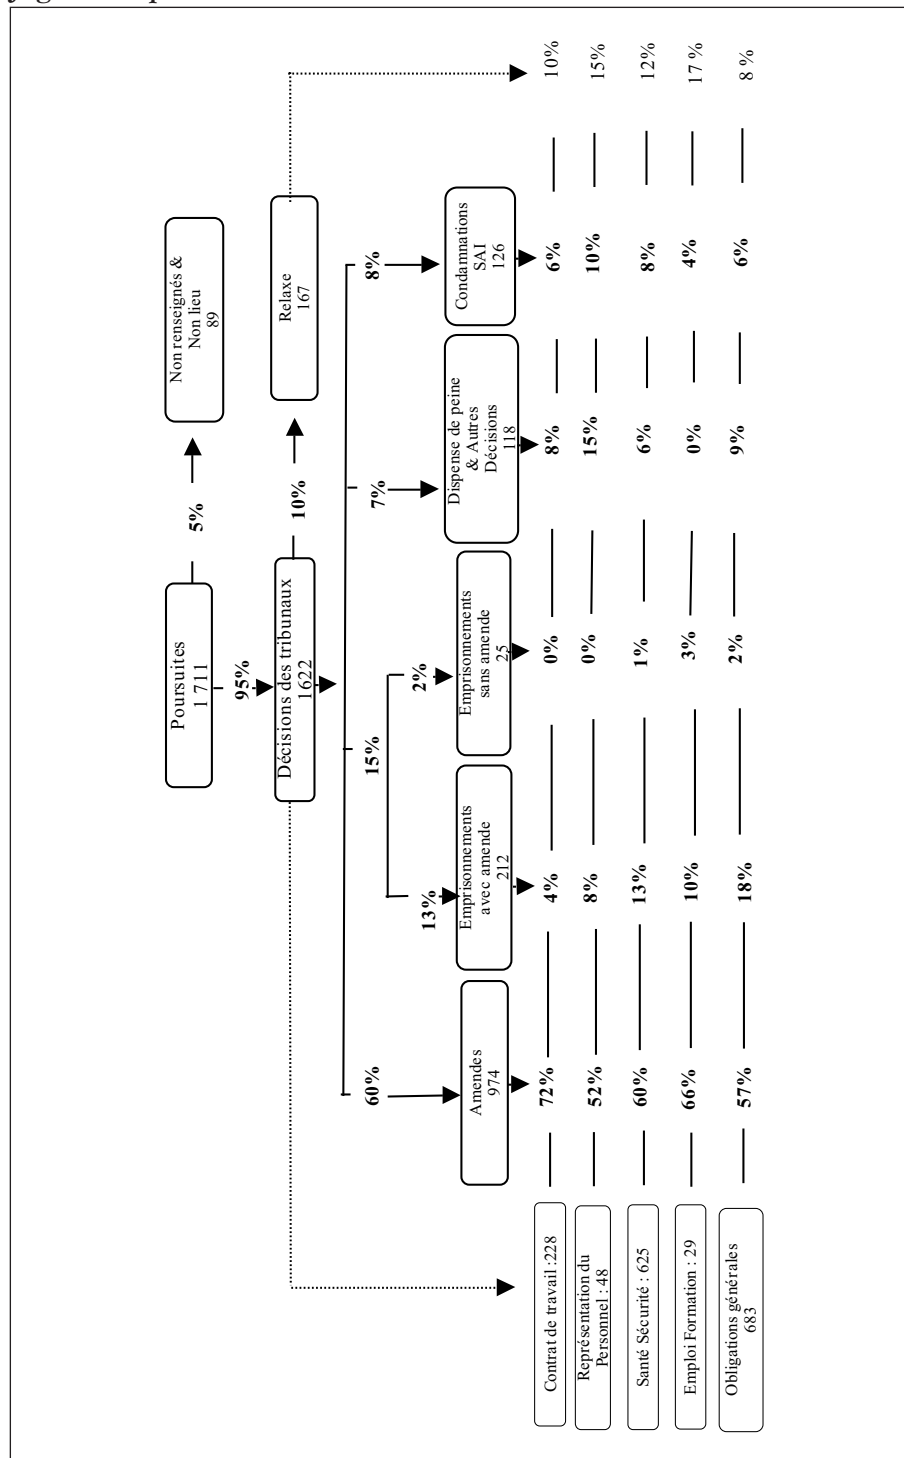 Poursuites
1 711
5%
Non renseignés &
Non lieu
89
95%
Décisions des tribunaux
1622
10%
Relaxe
167
60%
15%
7%
8%
13%
2%
Amendes
974
Emprisonnements
avec amende
212
Emprisonnements
sans amende
25
Dispense de peine
& Autres
Décisions
118
Condamnations
SAI
126
Contrat de travail :228
72%
4%
0%
8%
6%
10%
Représentation du
Personnel : 48
52%
8%
0%
15%
10%
15%
Santé Sécurité : 625
60%
13%
1%
6%
8%
12%
Emploi Formation : 29
66%
10%
3%
0%
4%
17 %
Obligations générales
683
57%
18%
2%
9%
6%
8 %